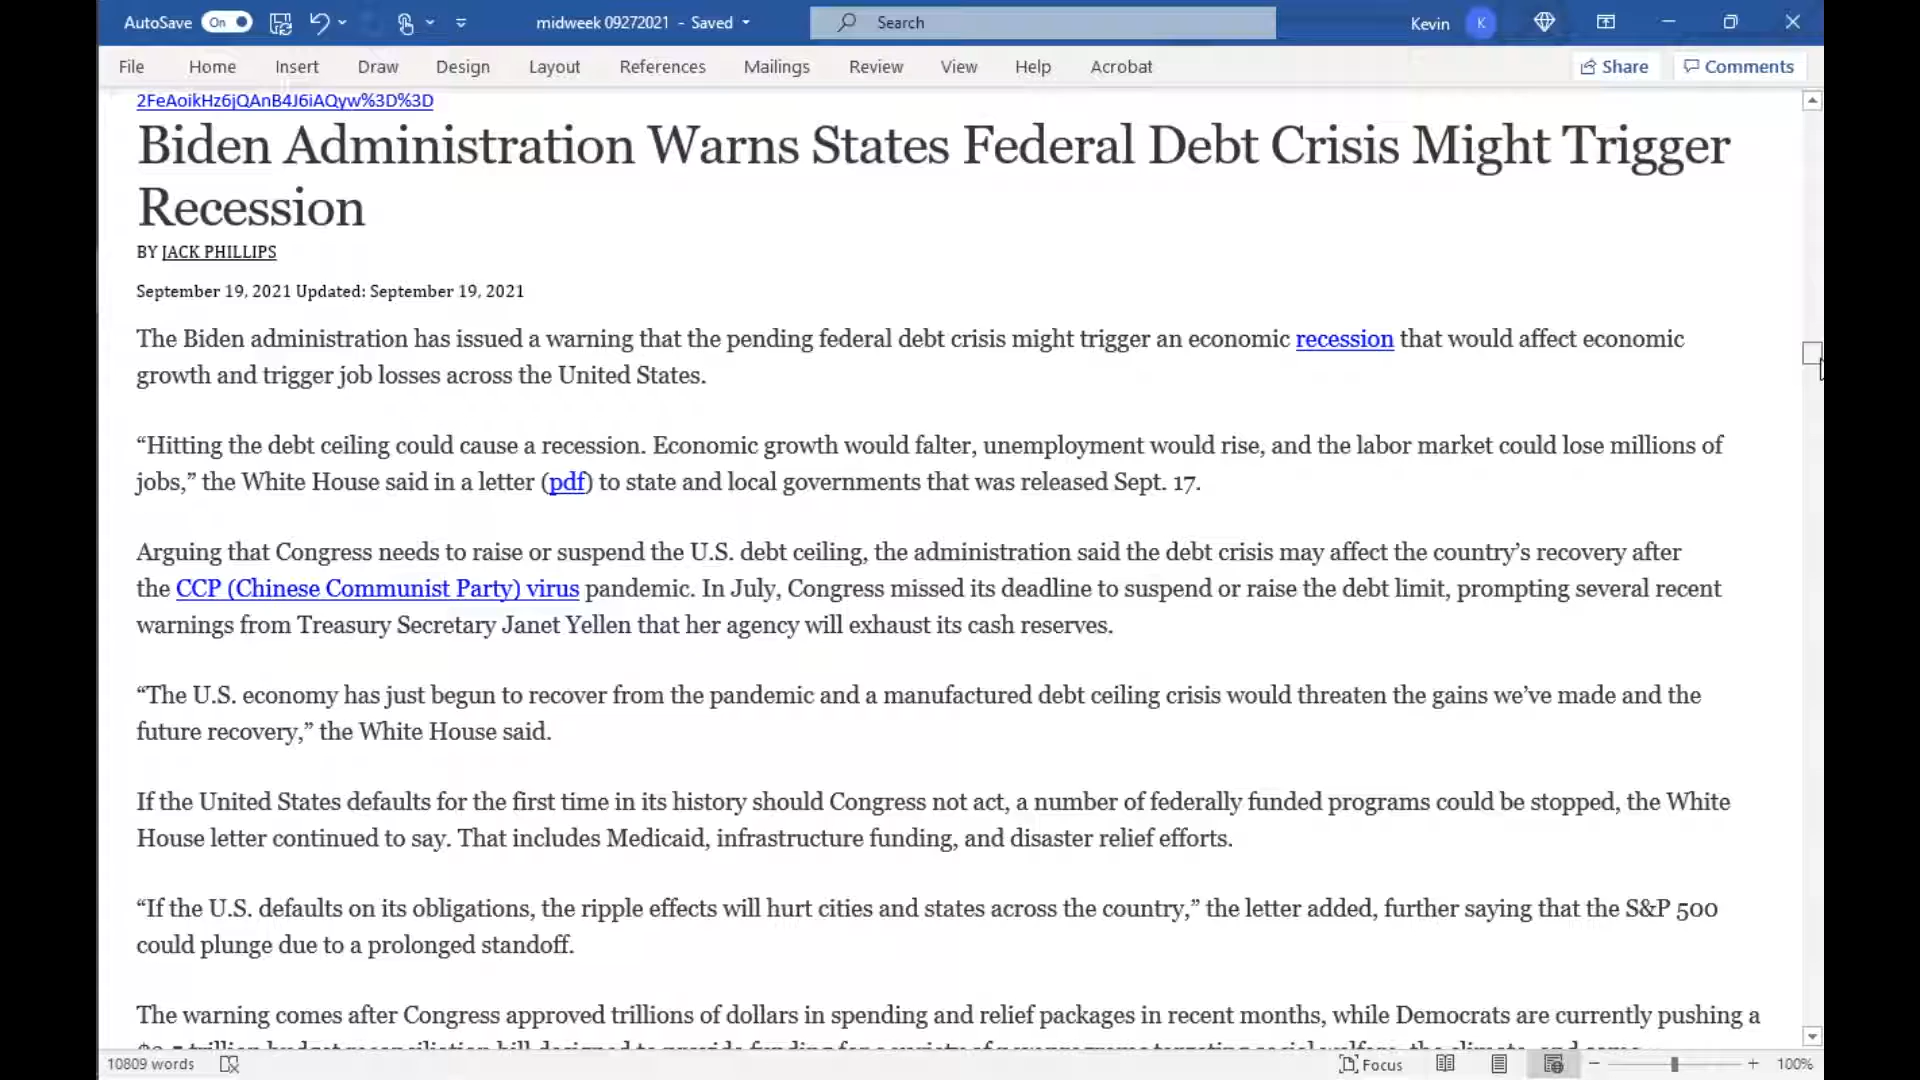 AutoSave On midweek 09272021 - Saved Search Kevin K
File Home Insert Draw Design Layout References Mailings Review View Help Acrobat Share Comments
2FeAoikHz6jQAnB4J6iAQyw%3D%3D
Biden Administration Warns States Federal Debt Crisis Might Trigger
Recession
BY JACK PHILLIPS
September 19, 2021 Updated: September 19, 2021
The Biden administration has issued a warning that the pending federal debt crisis might trigger an economic recession that would affect economic
growth and trigger job losses across the United States.
“Hitting the debt ceiling could cause a recession. Economic growth would falter, unemployment would rise, and the labor market could lose millions of
jobs,” the White House said in a letter (pdf) to state and local governments that was released Sept. 17.
Arguing that Congress needs to raise or suspend the U.S. debt ceiling, the administration said the debt crisis may affect the country’s recovery after
the CCP (Chinese Communist Party) virus pandemic. In July, Congress missed its deadline to suspend or raise the debt limit, prompting several recent
warnings from Treasury Secretary Janet Yellen that her agency will exhaust its cash reserves.
“The U.S. economy has just begun to recover from the pandemic and a manufactured debt ceiling crisis would threaten the gains we’ve made and the
future recovery,” the White House said.
If the United States defaults for the first time in its history should Congress not act, a number of federally funded programs could be stopped, the White
House letter continued to say. That includes Medicaid, infrastructure funding, and disaster relief efforts.
“If the U.S. defaults on its obligations, the ripple effects will hurt cities and states across the country,” the letter added, further saying that the S&P 500
could plunge due to a prolonged standoff.
The warning comes after Congress approved trillions of dollars in spending and relief packages in recent months, while Democrats are currently pushing a
10809 words Focus 100%